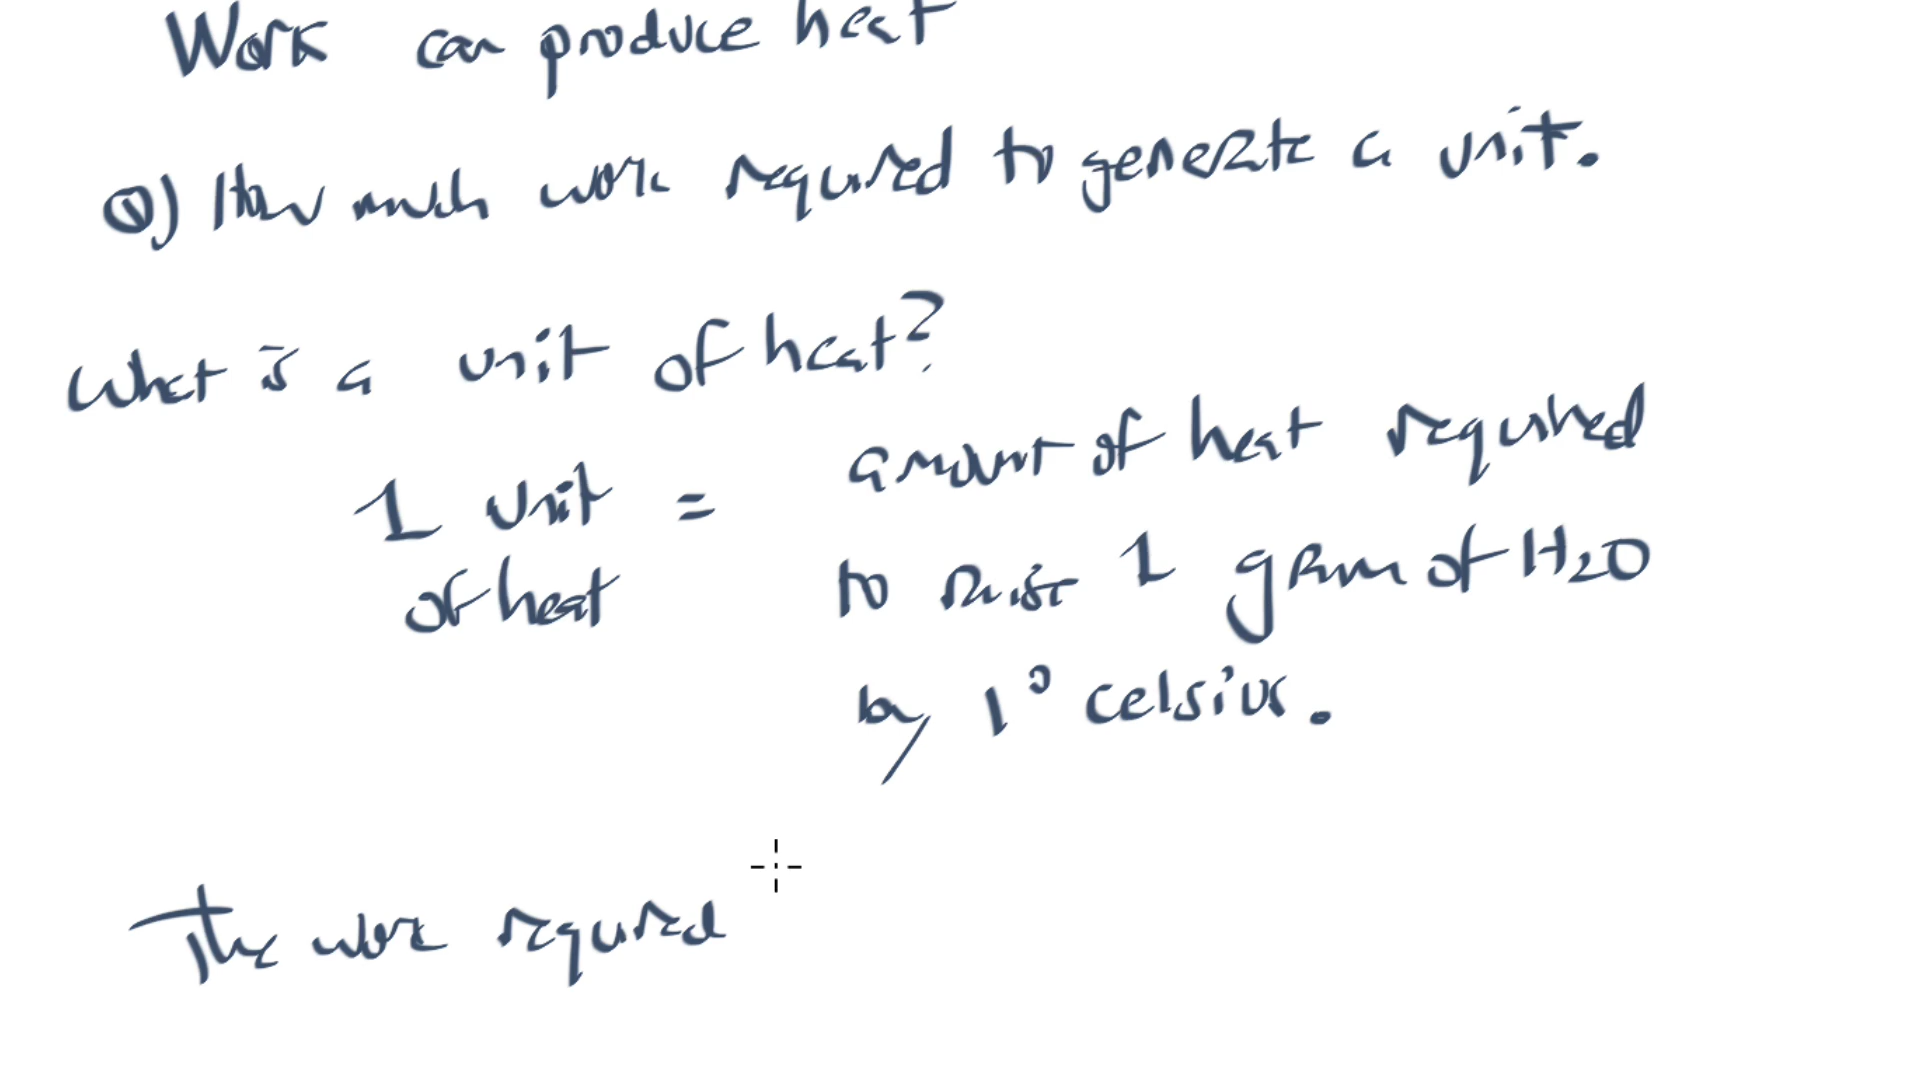 Work can produce heat
Q) How much work required to generate a unit.
What is a unit of heat?
1 unit of heat = amount of heat required
to raise 1 gram of H2O
by 1° celsius.
The work required